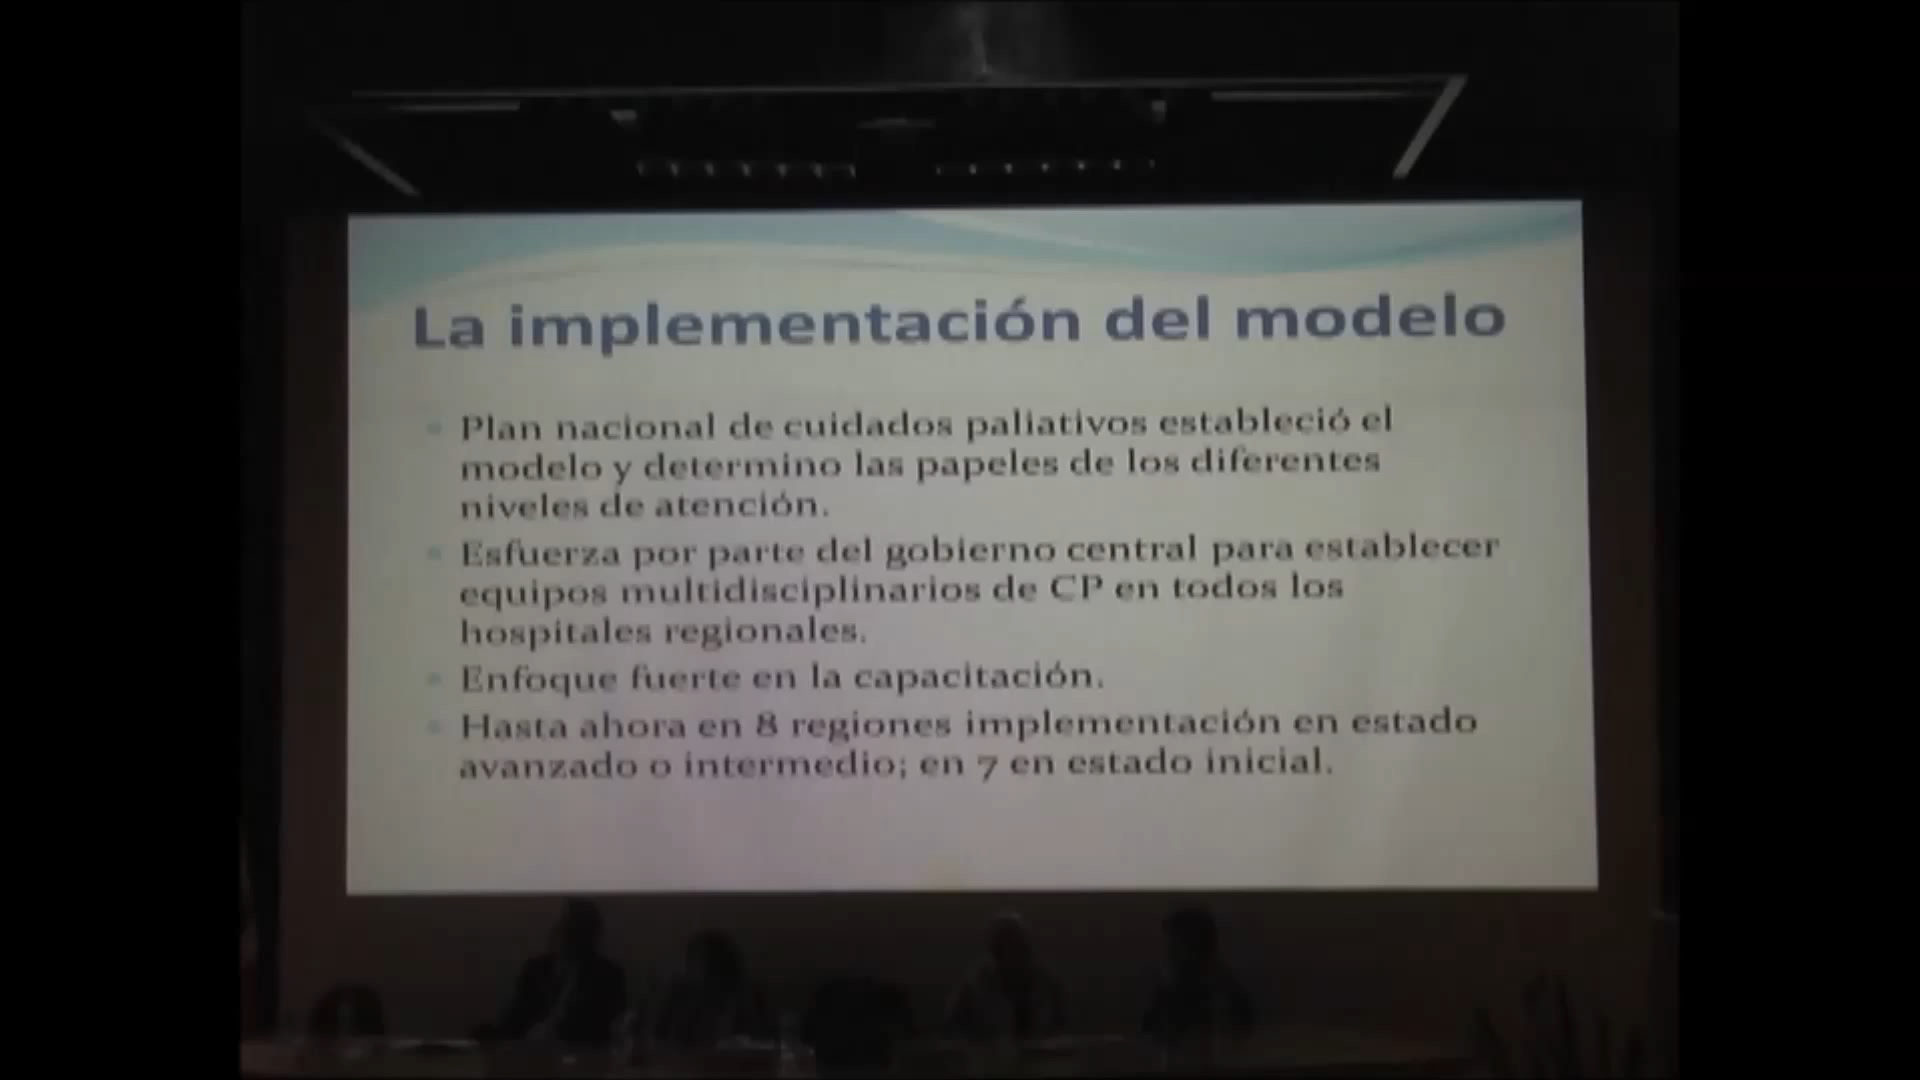 La implementación del modelo
Plan nacional de cuidados paliativos estableció el
modelo y determino las papeles de los diferentes
niveles de atención.
Esfuerza por parte del gobierno central para establecer
equipos multidisciplinarios de CP en todos los
hospitales regionales.
Enfoque fuerte en la capacitación.
Hasta ahora en 8 regiones implementación en estado
avanzado o intermedio; en 7 en estado inicial.